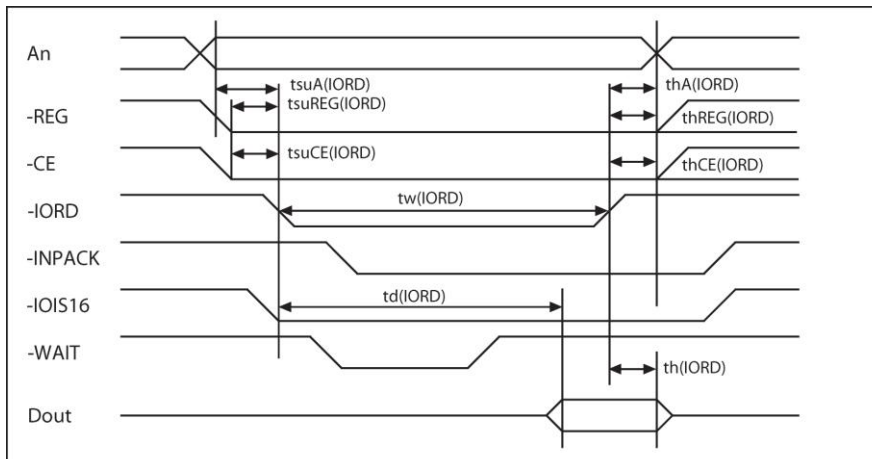 An
tsuA(IORD) thA(IORD)
tsuREG(IORD)
-REG thREG(IORD)
tsuCE(IORD)
-CE thCE(IORD)
tw(IORD)
-IORD
-INPACK
td(IORD)
-IOIS16
-WAIT
th(IORD)
Dout